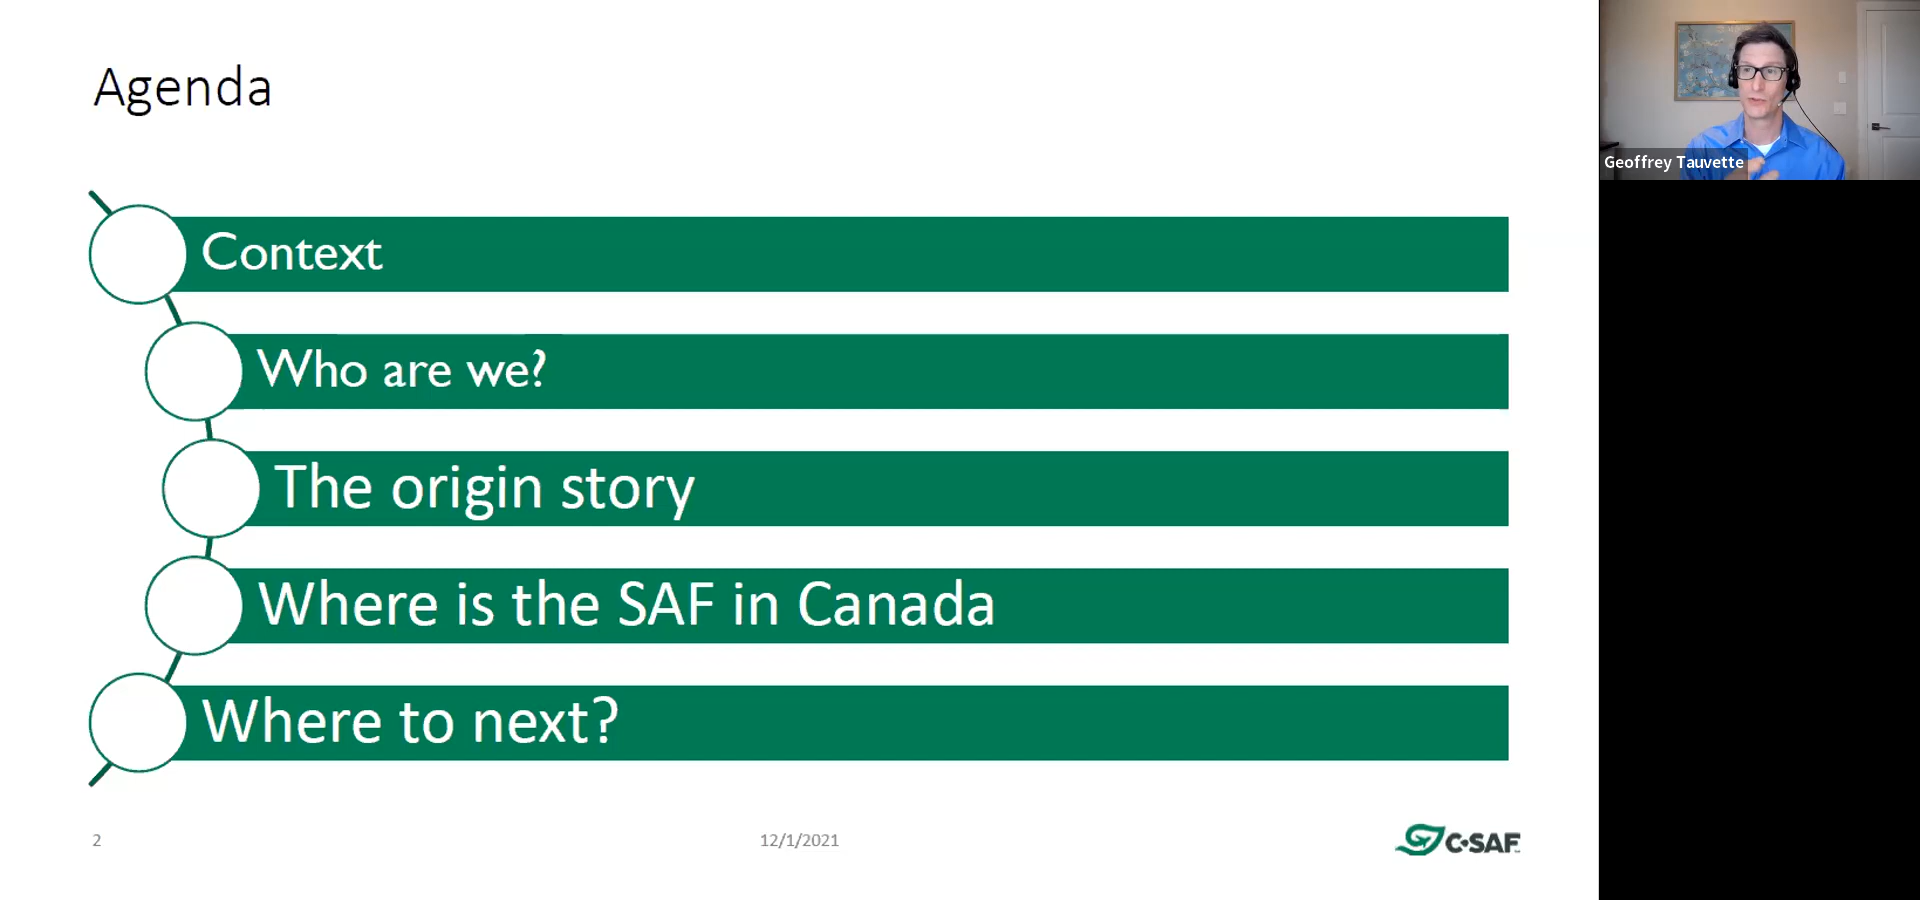 Agenda
Context
Who are we?
The origin story
Where is the SAF in Canada
Where to next?
2
12/1/2021
C·SAF
Geoffrey Tauvette